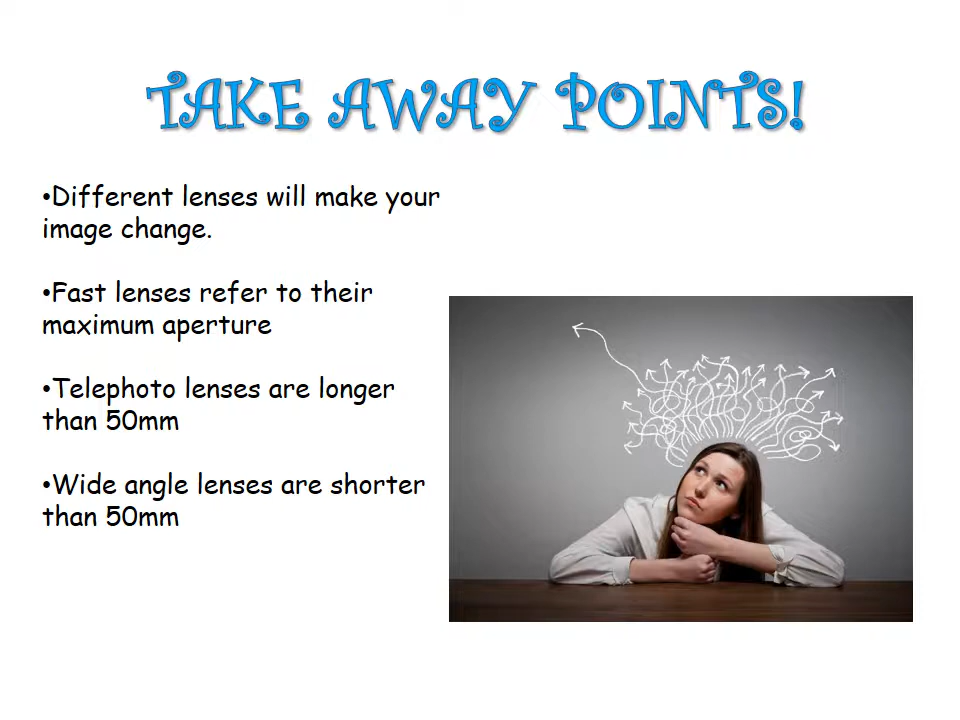 TAKE AWAY POINTS!
•Different lenses will make your
image change.
•Fast lenses refer to their
maximum aperture
•Telephoto lenses are longer
than 50mm
•Wide angle lenses are shorter
than 50mm